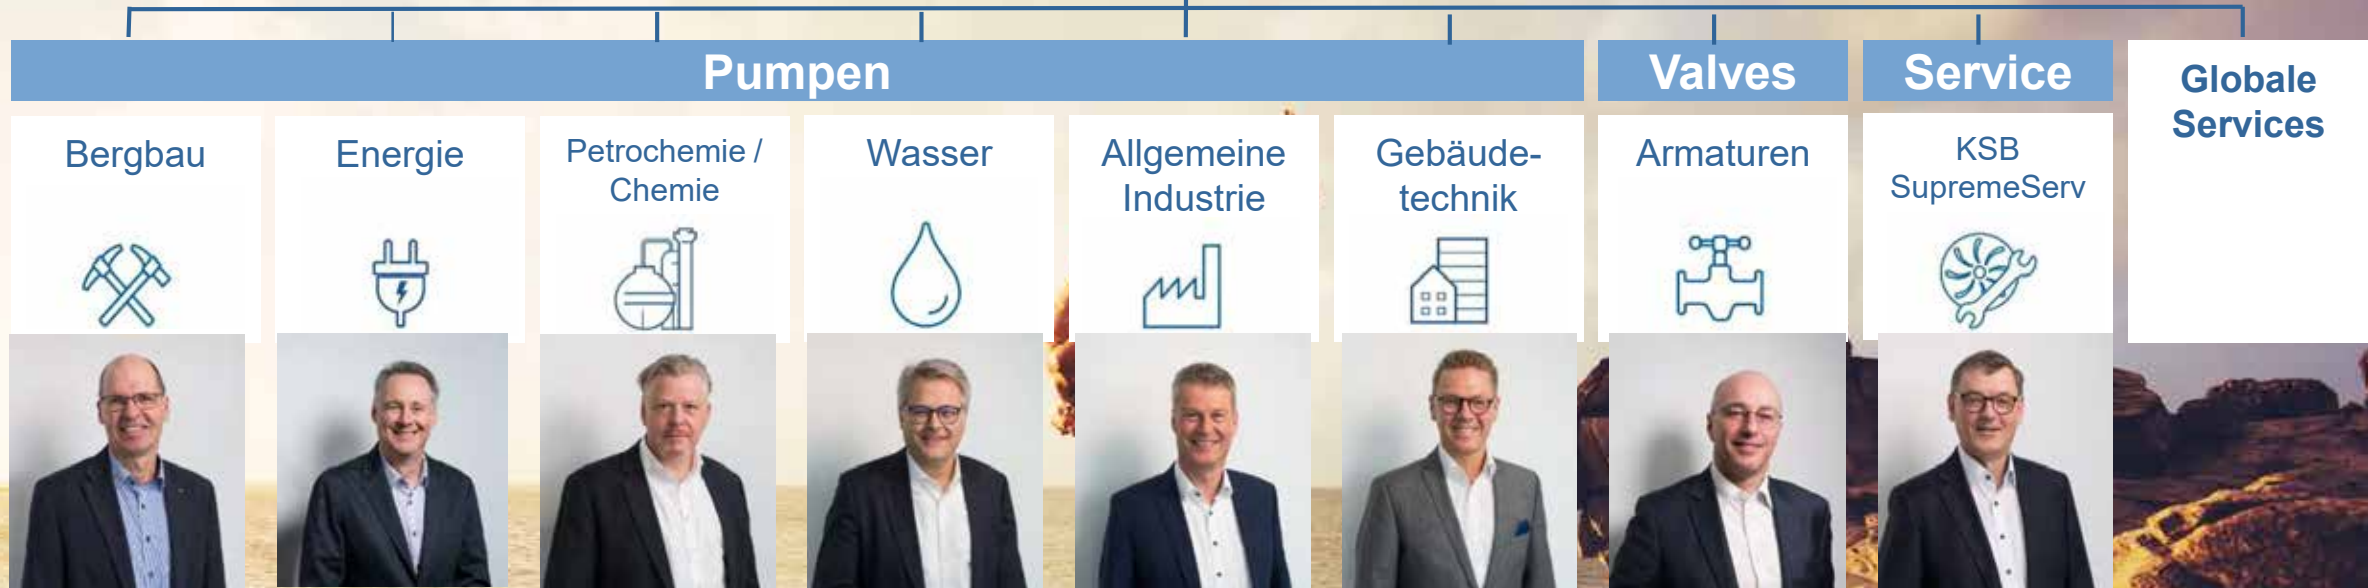 Pumpen
Valves
Service
Globale
Services
Bergbau
Energie
Petrochemie /
Chemie
Wasser
Allgemeine
Industrie
Gebäude-
technik
Armaturen
KSB
SupremeServ